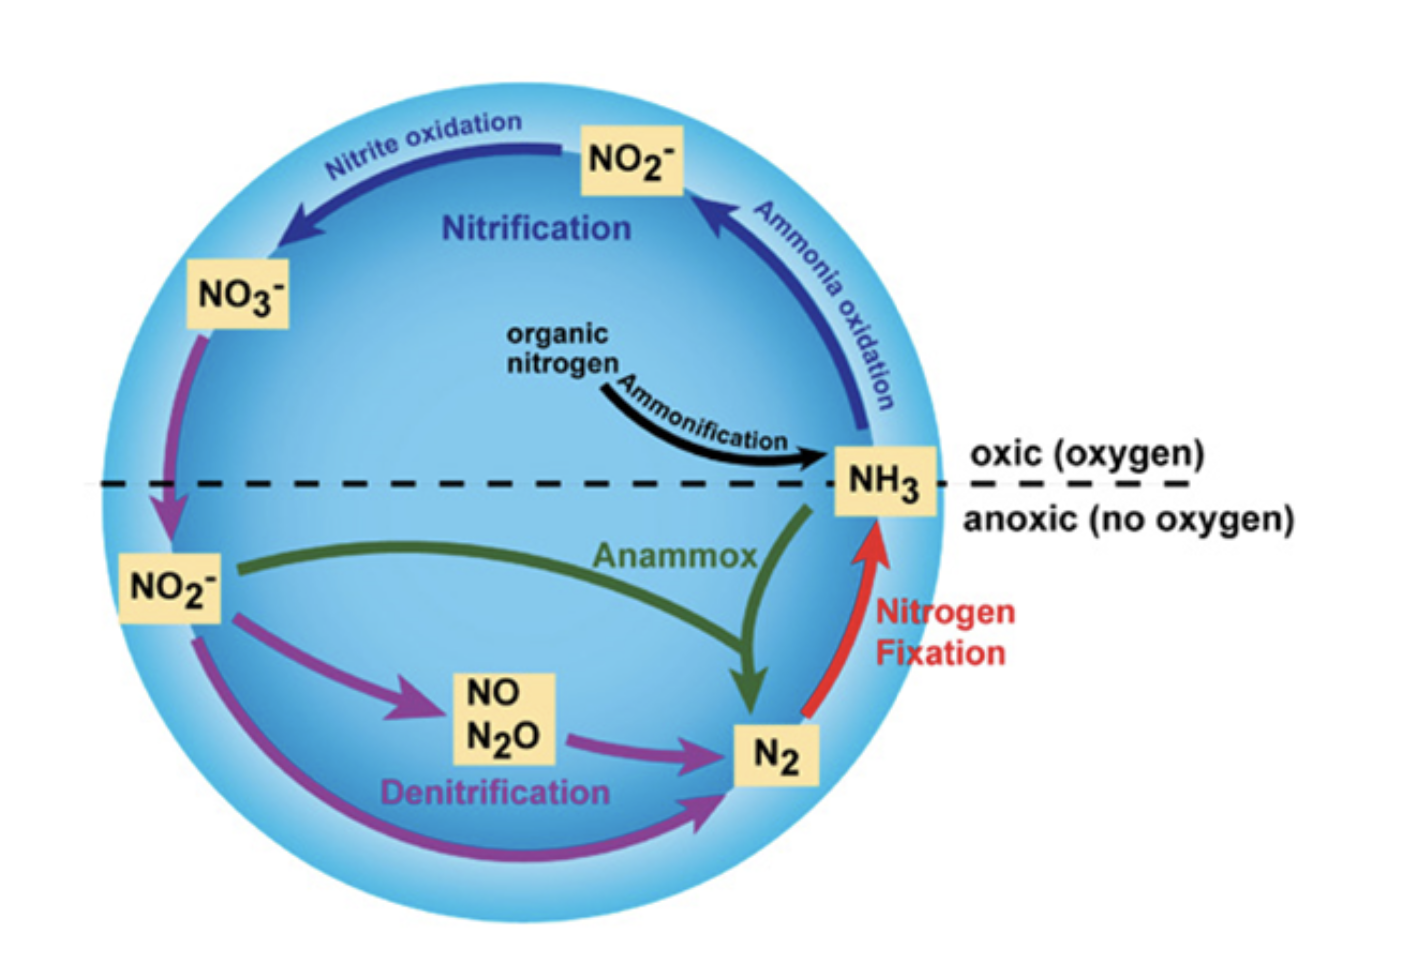 Nitrite oxidation
NO2-
Nitrification
Ammonia oxidation
NO3-
organic
nitrogen
Ammonification
NH3
oxic (oxygen)
anoxic (no oxygen)
NO2-
Anammox
Nitrogen
Fixation
NO
N2O
N2
Denitrification